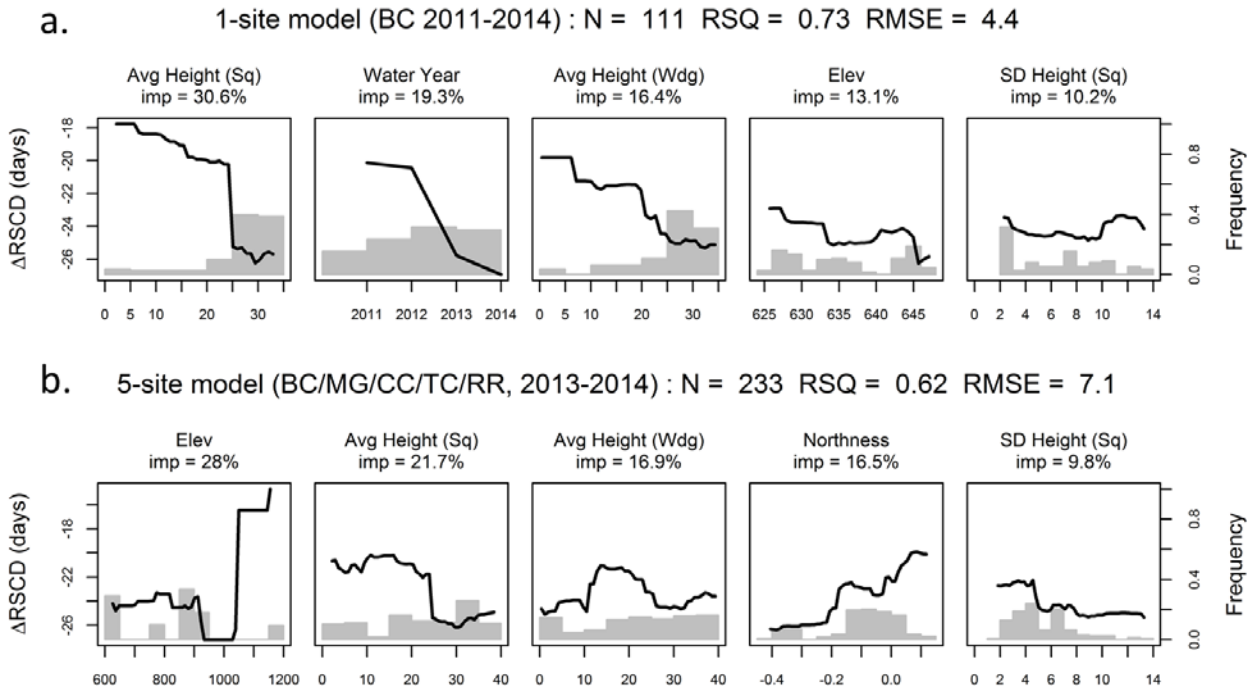 a.
1-site model (BC 2011-2014) : N = 111 RSQ = 0.73 RMSE = 4.4
Avg Height (Sq)
imp = 30.6%
Water Year
imp = 19.3%
Avg Height (Wdg)
imp = 16.4%
Elev
imp = 13.1%
SD Height (Sq)
imp = 10.2%
ΔRSCD (days)
-18
-20
-22
-24
-26
0.8
0.4
0.0
Frequency
0 5 10 20 30
2011 2012 2013 2014
0 5 10 20 30
625 630 635 640 645
0 2 4 6 8 10 14
b.
5-site model (BC/MG/CC/TC/RR, 2013-2014) : N = 233 RSQ = 0.62 RMSE = 7.1
Elev
imp = 28%
Avg Height (Sq)
imp = 21.7%
Avg Height (Wdg)
imp = 16.9%
Northness
imp = 16.5%
SD Height (Sq)
imp = 9.8%
ΔRSCD (days)
-18
-22
-26
0.8
0.4
0.0
Frequency
600 800 1000 1200
0 10 20 30 40
0 10 20 30 40
-0.4 -0.2 0.0
0 2 4 6 8 10 14